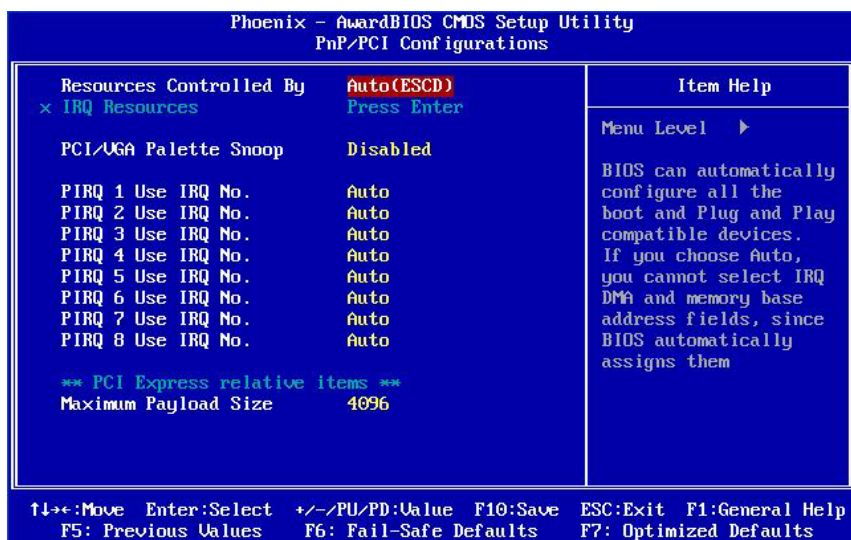 Phoenix - AwardBIOS CMOS Setup Utility
PnP/PCI Configurations
Resources Controlled By Auto(ESCD)
x IRQ Resources Press Enter
PCI/VGA Palette Snoop Disabled
PIRQ 1 Use IRQ No. Auto
PIRQ 2 Use IRQ No. Auto
PIRQ 3 Use IRQ No. Auto
PIRQ 4 Use IRQ No. Auto
PIRQ 5 Use IRQ No. Auto
PIRQ 6 Use IRQ No. Auto
PIRQ 7 Use IRQ No. Auto
PIRQ 8 Use IRQ No. Auto
** PCI Express relative items **
Maximum Payload Size 4096
Item Help
Menu Level ▶
BIOS can automatically
configure all the
boot and Plug and Play
compatible devices.
If you choose Auto,
you cannot select IRQ
DMA and memory base
address fields, since
BIOS automatically
assigns them
↑↓→←:Move Enter:Select +/-/PU/PD:Value F10:Save ESC:Exit F1:General Help
F5: Previous Values F6: Fail-Safe Defaults F7: Optimized Defaults